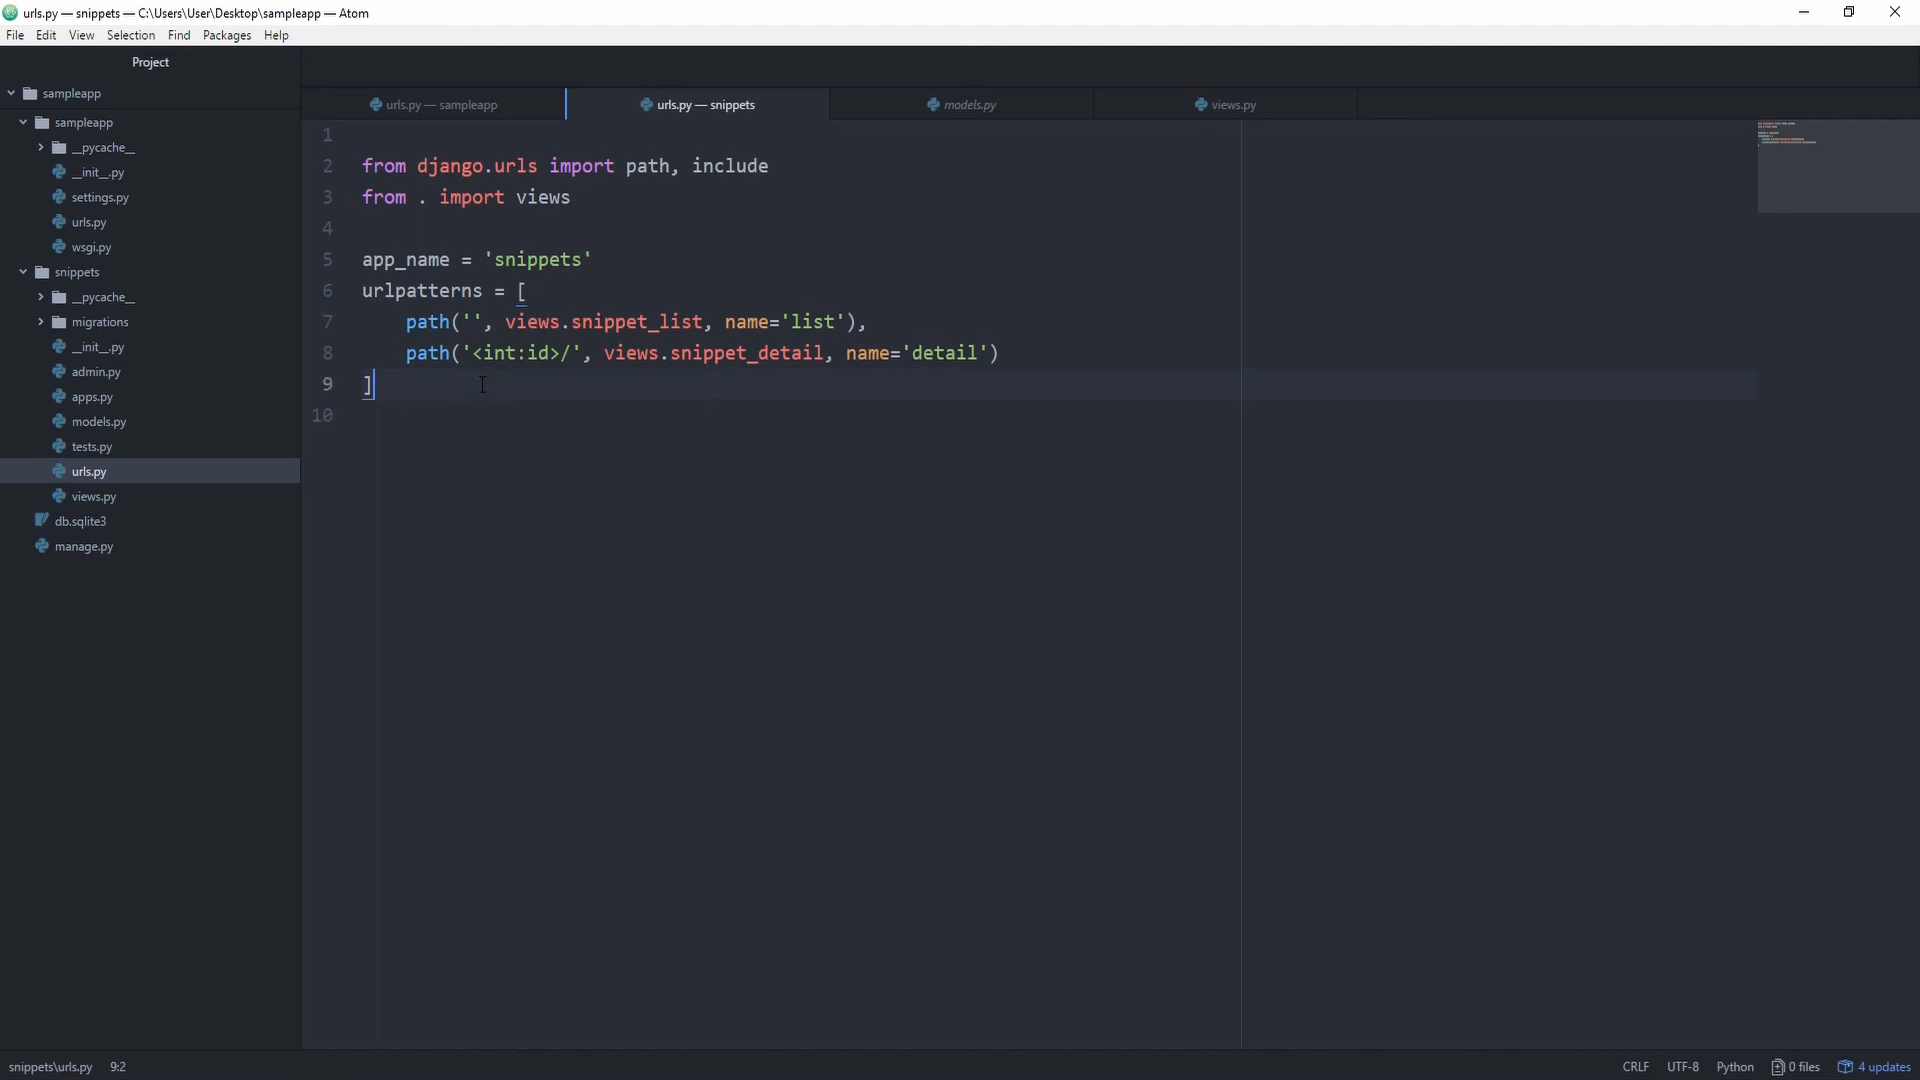 urls.py — snippets — C:\Users\User\Desktop\sampleapp — Atom
File Edit View Selection Find Packages Help
Project
sampleapp
sampleapp
__pycache__
__init__.py
settings.py
urls.py
wsgi.py
snippets
__pycache__
migrations
__init__.py
admin.py
apps.py
models.py
tests.py
urls.py
views.py
db.sqlite3
manage.py
urls.py — sampleapp
urls.py — snippets
models.py
views.py
1
2 from django.urls import path, include
3 from . import views
4
5 app_name = 'snippets'
6 urlpatterns = [
7     path('', views.snippet_list, name='list'),
8     path('<int:id>/', views.snippet_detail, name='detail')
9 ]
10
snippets\urls.py 9:2
CRLF UTF-8 Python 0 files 4 updates